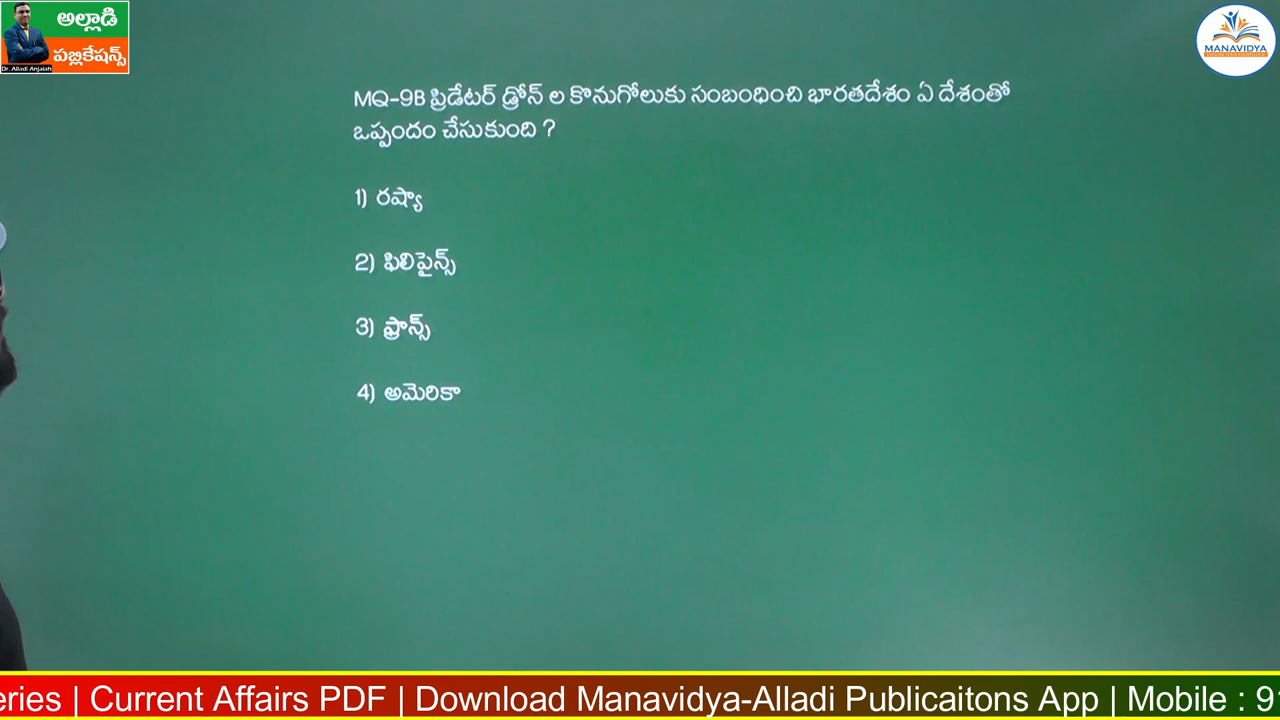 అల్లాడి
పబ్లికేషన్స్
Dr. Alladi Anjaiah
MANAVIDYA
MQ-9B ప్రిడేటర్ డ్రోన్ ల కొనుగోలుకు సంబంధించి భారతదేశం ఏ దేశంతో
ఒప్పందం చేసుకుంది ?
1) రష్యా
2) ఫిలిపైన్స్
3) ఫ్రాన్స్
4) అమెరికా
eries | Current Affairs PDF | Download Manavidya-Alladi Publicaitons App | Mobile : 91